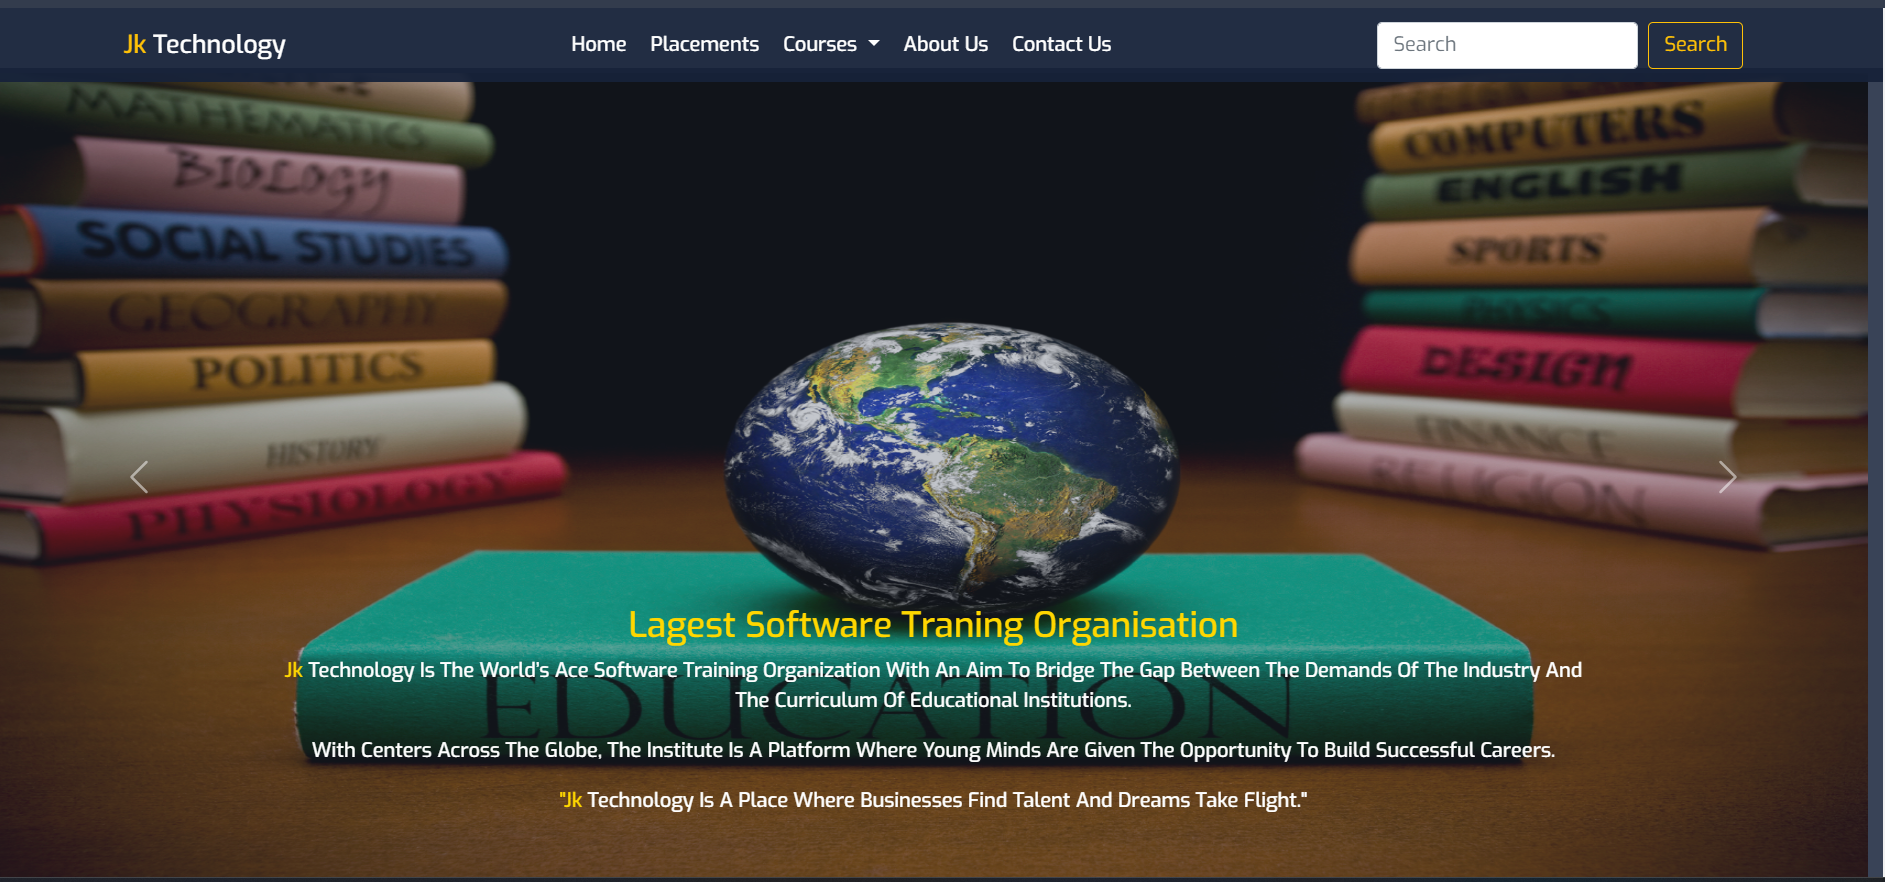 Jk Technology
Home Placements Courses About Us Contact Us
Search Search
MATHEMATICS
BIOLOGY
SOCIAL STUDIES
GEOGRAPHY
POLITICS
HISTORY
PHYSIOLOGY
COMPUTERS
ENGLISH
SPORTS
PHYSICS
DESIGN
FINANCE
RELIGION
EDUCATION
Lagest Software Traning Organisation
Jk Technology Is The World's Ace Software Training Organization With An Aim To Bridge The Gap Between The Demands Of The Industry And
The Curriculum Of Educational Institutions.
With Centers Across The Globe, The Institute Is A Platform Where Young Minds Are Given The Opportunity To Build Successful Careers.
"Jk Technology Is A Place Where Businesses Find Talent And Dreams Take Flight."